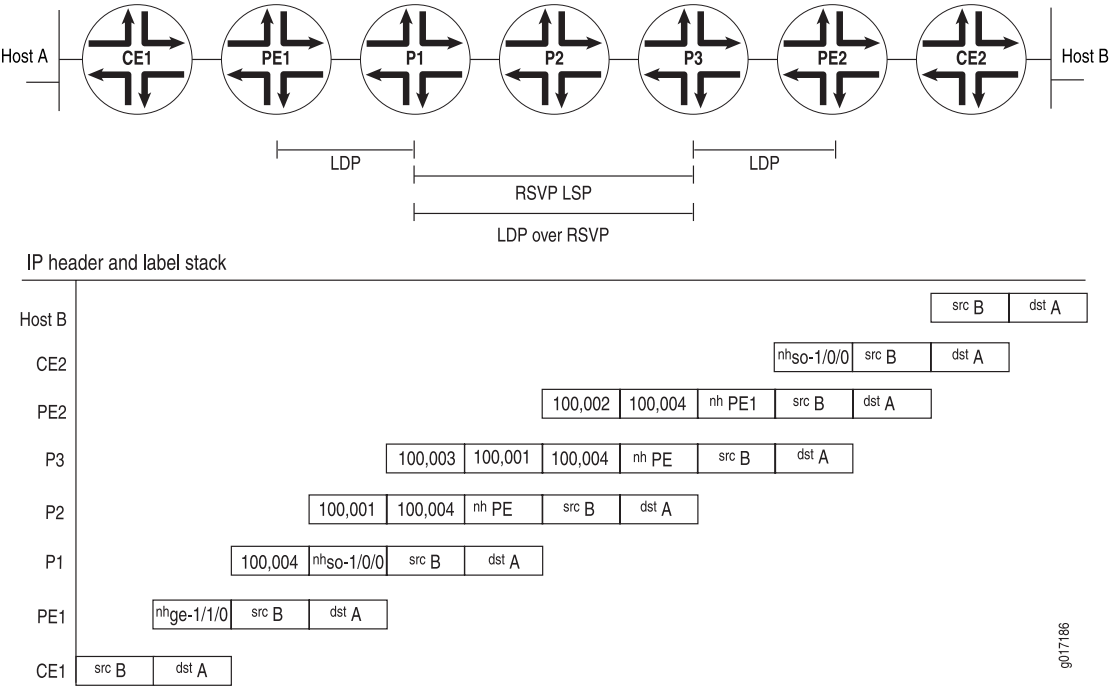 Host A CE1 PE1 P1 P2 P3 PE2 CE2 Host B
LDP LDP
RSVP LSP
LDP over RSVP
IP header and label stack
Host B src B dst A
CE2 nhso-1/0/0 src B dst A
PE2 100,002 100,004 nh PE1 src B dst A
P3 100,003 100,001 100,004 nh PE src B dst A
P2 100,001 100,004 nh PE src B dst A
P1 100,004 nhso-1/0/0 src B dst A
PE1 nhge-1/1/0 src B dst A
CE1 src B dst A
g017186